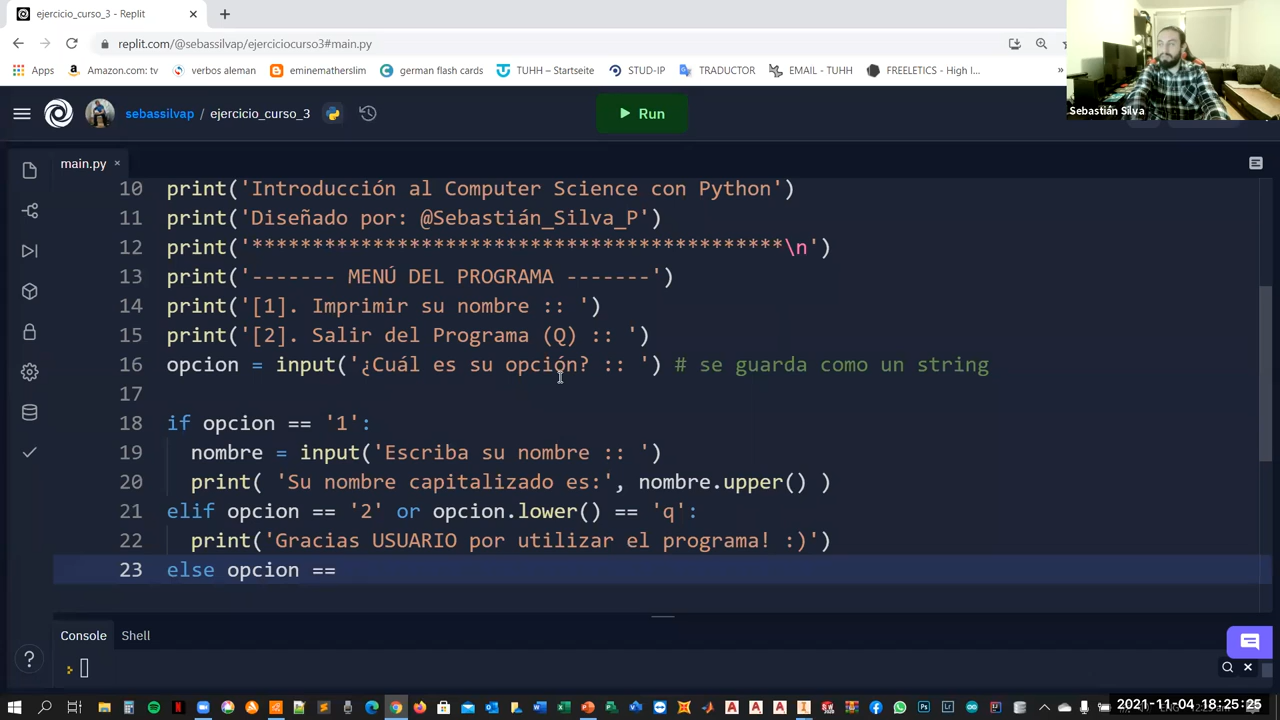 ejercicio_curso_3 - Replit
replit.com/@sebassilvap/ejerciciocurso3#main.py
Apps Amazon.com: tv verbos aleman eminematherslim german flash cards TUHH – Startseite STUD-IP TRADUCTOR EMAIL - TUHH FREELETICS - High I... »
Sebastián Silva
sebassilvap / ejercicio_curso_3
Run
main.py
10 print('Introducción al Computer Science con Python')
11 print('Diseñado por: @Sebastián_Silva_P')
12 print('********************************************\n')
13 print('------- MENÚ DEL PROGRAMA -------')
14 print('[1]. Imprimir su nombre :: ')
15 print('[2]. Salir del Programa (Q) :: ')
16 opcion = input('¿Cuál es su opción? :: ') # se guarda como un string
17
18 if opcion == '1':
19 nombre = input('Escriba su nombre :: ')
20 print( 'Su nombre capitalizado es:', nombre.upper() )
21 elif opcion == '2' or opcion.lower() == 'q':
22 print('Gracias USUARIO por utilizar el programa! :)')
23 else opcion ==
Console Shell
2021-11-04 18:25:25